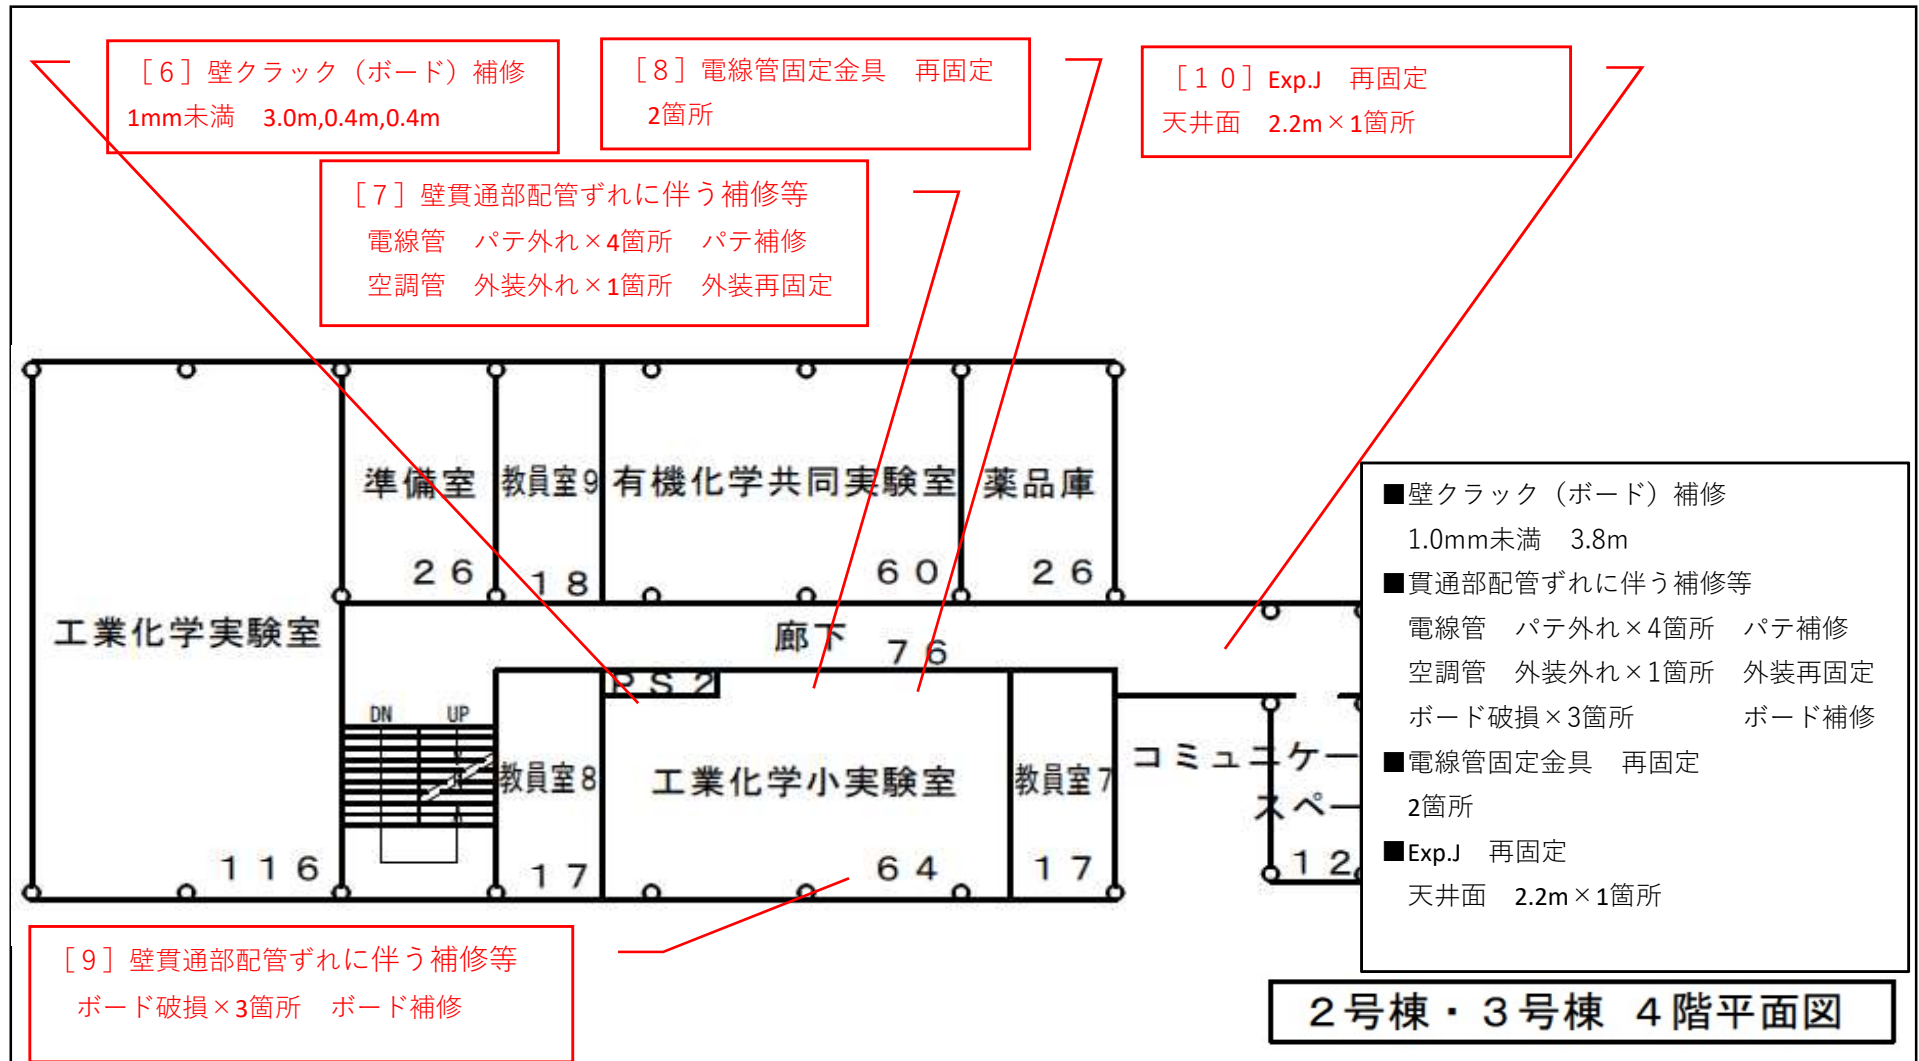 ［６］壁クラック（ボード）補修
1mm未満　3.0m,0.4m,0.4m
［８］電線管固定金具　再固定
2箇所
［１０］Exp.J　再固定
天井面　2.2m×1箇所
［７］壁貫通部配管ずれに伴う補修等
電線管　パテ外れ×4箇所　パテ補修
空調管　外装外れ×1箇所　外装再固定
準備室
２６
教員室９
１８
有機化学共同実験室
６０
薬品庫
２６
工業化学実験室
１１６
廊下　７６
ＰＳ２
DN
UP
教員室８
１７
工業化学小実験室
６４
教員室７
１７
コミュニケー
スペー
１２
■壁クラック（ボード）補修
1.0mm未満　3.8m
■貫通部配管ずれに伴う補修等
電線管　パテ外れ×4箇所　パテ補修
空調管　外装外れ×1箇所　外装再固定
ボード破損×3箇所　ボード補修
■電線管固定金具　再固定
2箇所
■Exp.J　再固定
天井面　2.2m×1箇所
［９］壁貫通部配管ずれに伴う補修等
ボード破損×3箇所　ボード補修
２号棟・３号棟 ４階平面図